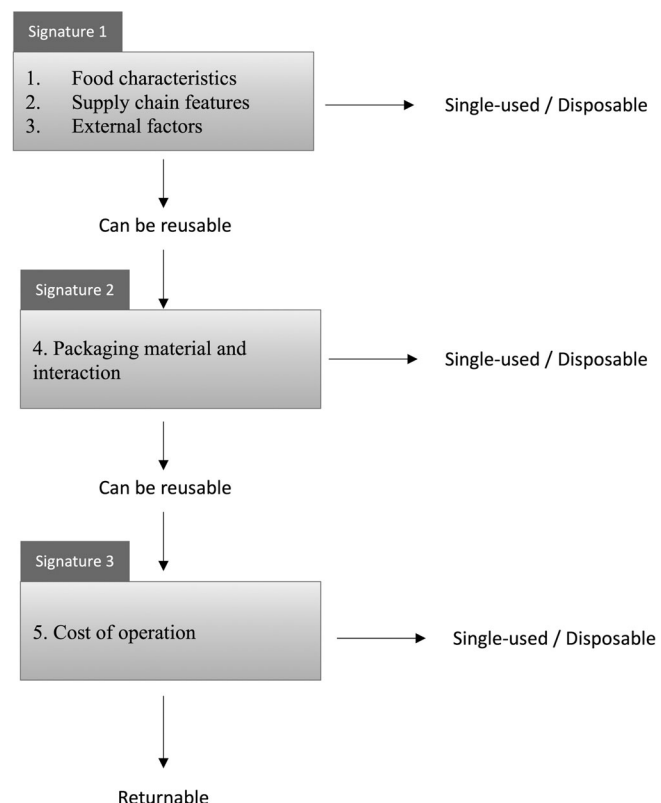 Signature 1
1. Food characteristics
2. Supply chain features
3. External factors
Single-used / Disposable
Can be reusable
Signature 2
4. Packaging material and
interaction
Single-used / Disposable
Can be reusable
Signature 3
5. Cost of operation
Single-used / Disposable
Returnable